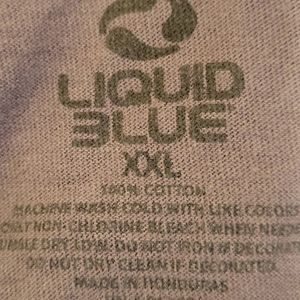 LIQUID
BLUE
XXL
100% COTTON
MACHINE WASH COLD WITH LIKE COLORS
NON-CHLORINE BLEACH WHEN NEEDED
TUMBLE DRY LOW. DO NOT IRON IF DECORATED
DO NOT DRY CLEAN IF DECORATED.
MADE IN HONDURAS